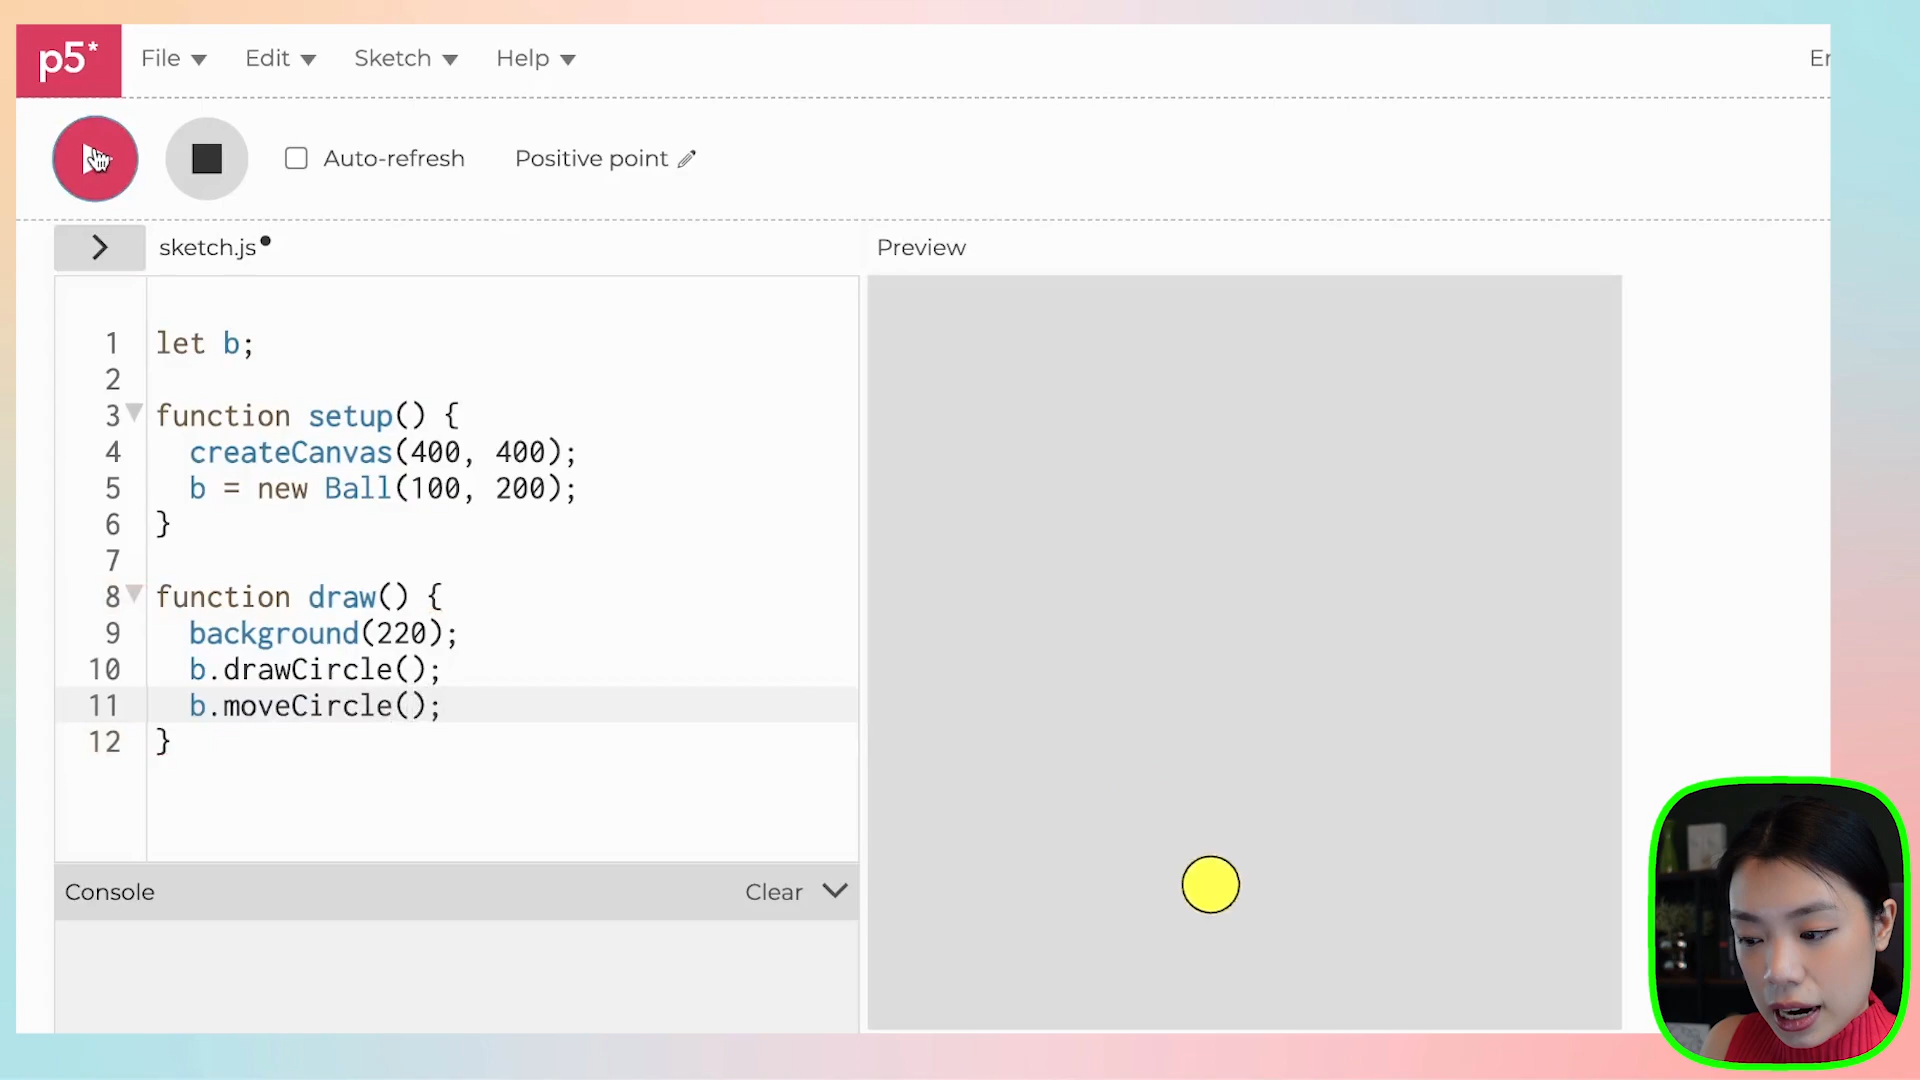 p5* File Edit Sketch Help En
Auto-refresh Positive point
sketch.js Preview
1 let b;
2
3 function setup() {
4 createCanvas(400, 400);
5 b = new Ball(100, 200);
6 }
7
8 function draw() {
9 background(220);
10 b.drawCircle();
11 b.moveCircle();
12 }
Console Clear